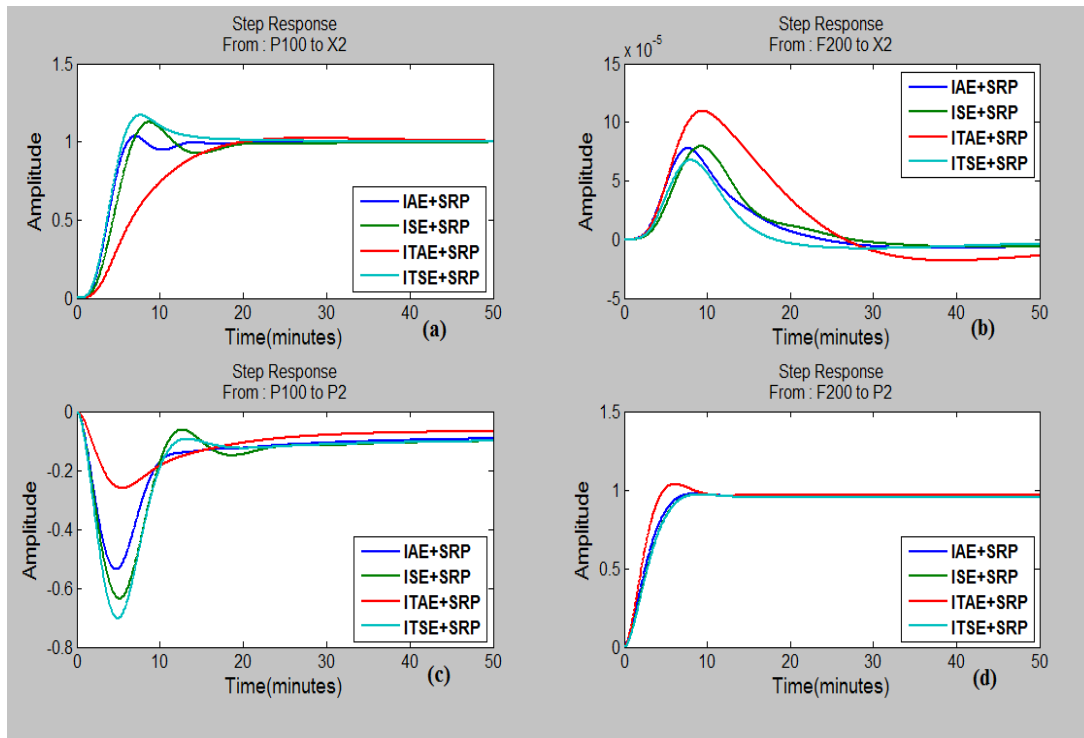 Step Response
From : P100 to X2
1.5
1
0.5
0
Amplitude
0 10 20 30 40 50
Time(minutes)
(a)
IAE+SRP
ISE+SRP
ITAE+SRP
ITSE+SRP
Step Response
From : F200 to X2
x 10-5
15
10
5
0
-5
Amplitude
0 10 20 30 40 50
Time(minutes)
(b)
IAE+SRP
ISE+SRP
ITAE+SRP
ITSE+SRP
Step Response
From : P100 to P2
0
-0.2
-0.4
-0.6
-0.8
Amplitude
0 10 20 30 40 50
Time(minutes)
(c)
IAE+SRP
ISE+SRP
ITAE+SRP
ITSE+SRP
Step Response
From : F200 to P2
1.5
1
0.5
0
Amplitude
0 10 20 30 40 50
Time(minutes)
(d)
IAE+SRP
ISE+SRP
ITAE+SRP
ITSE+SRP